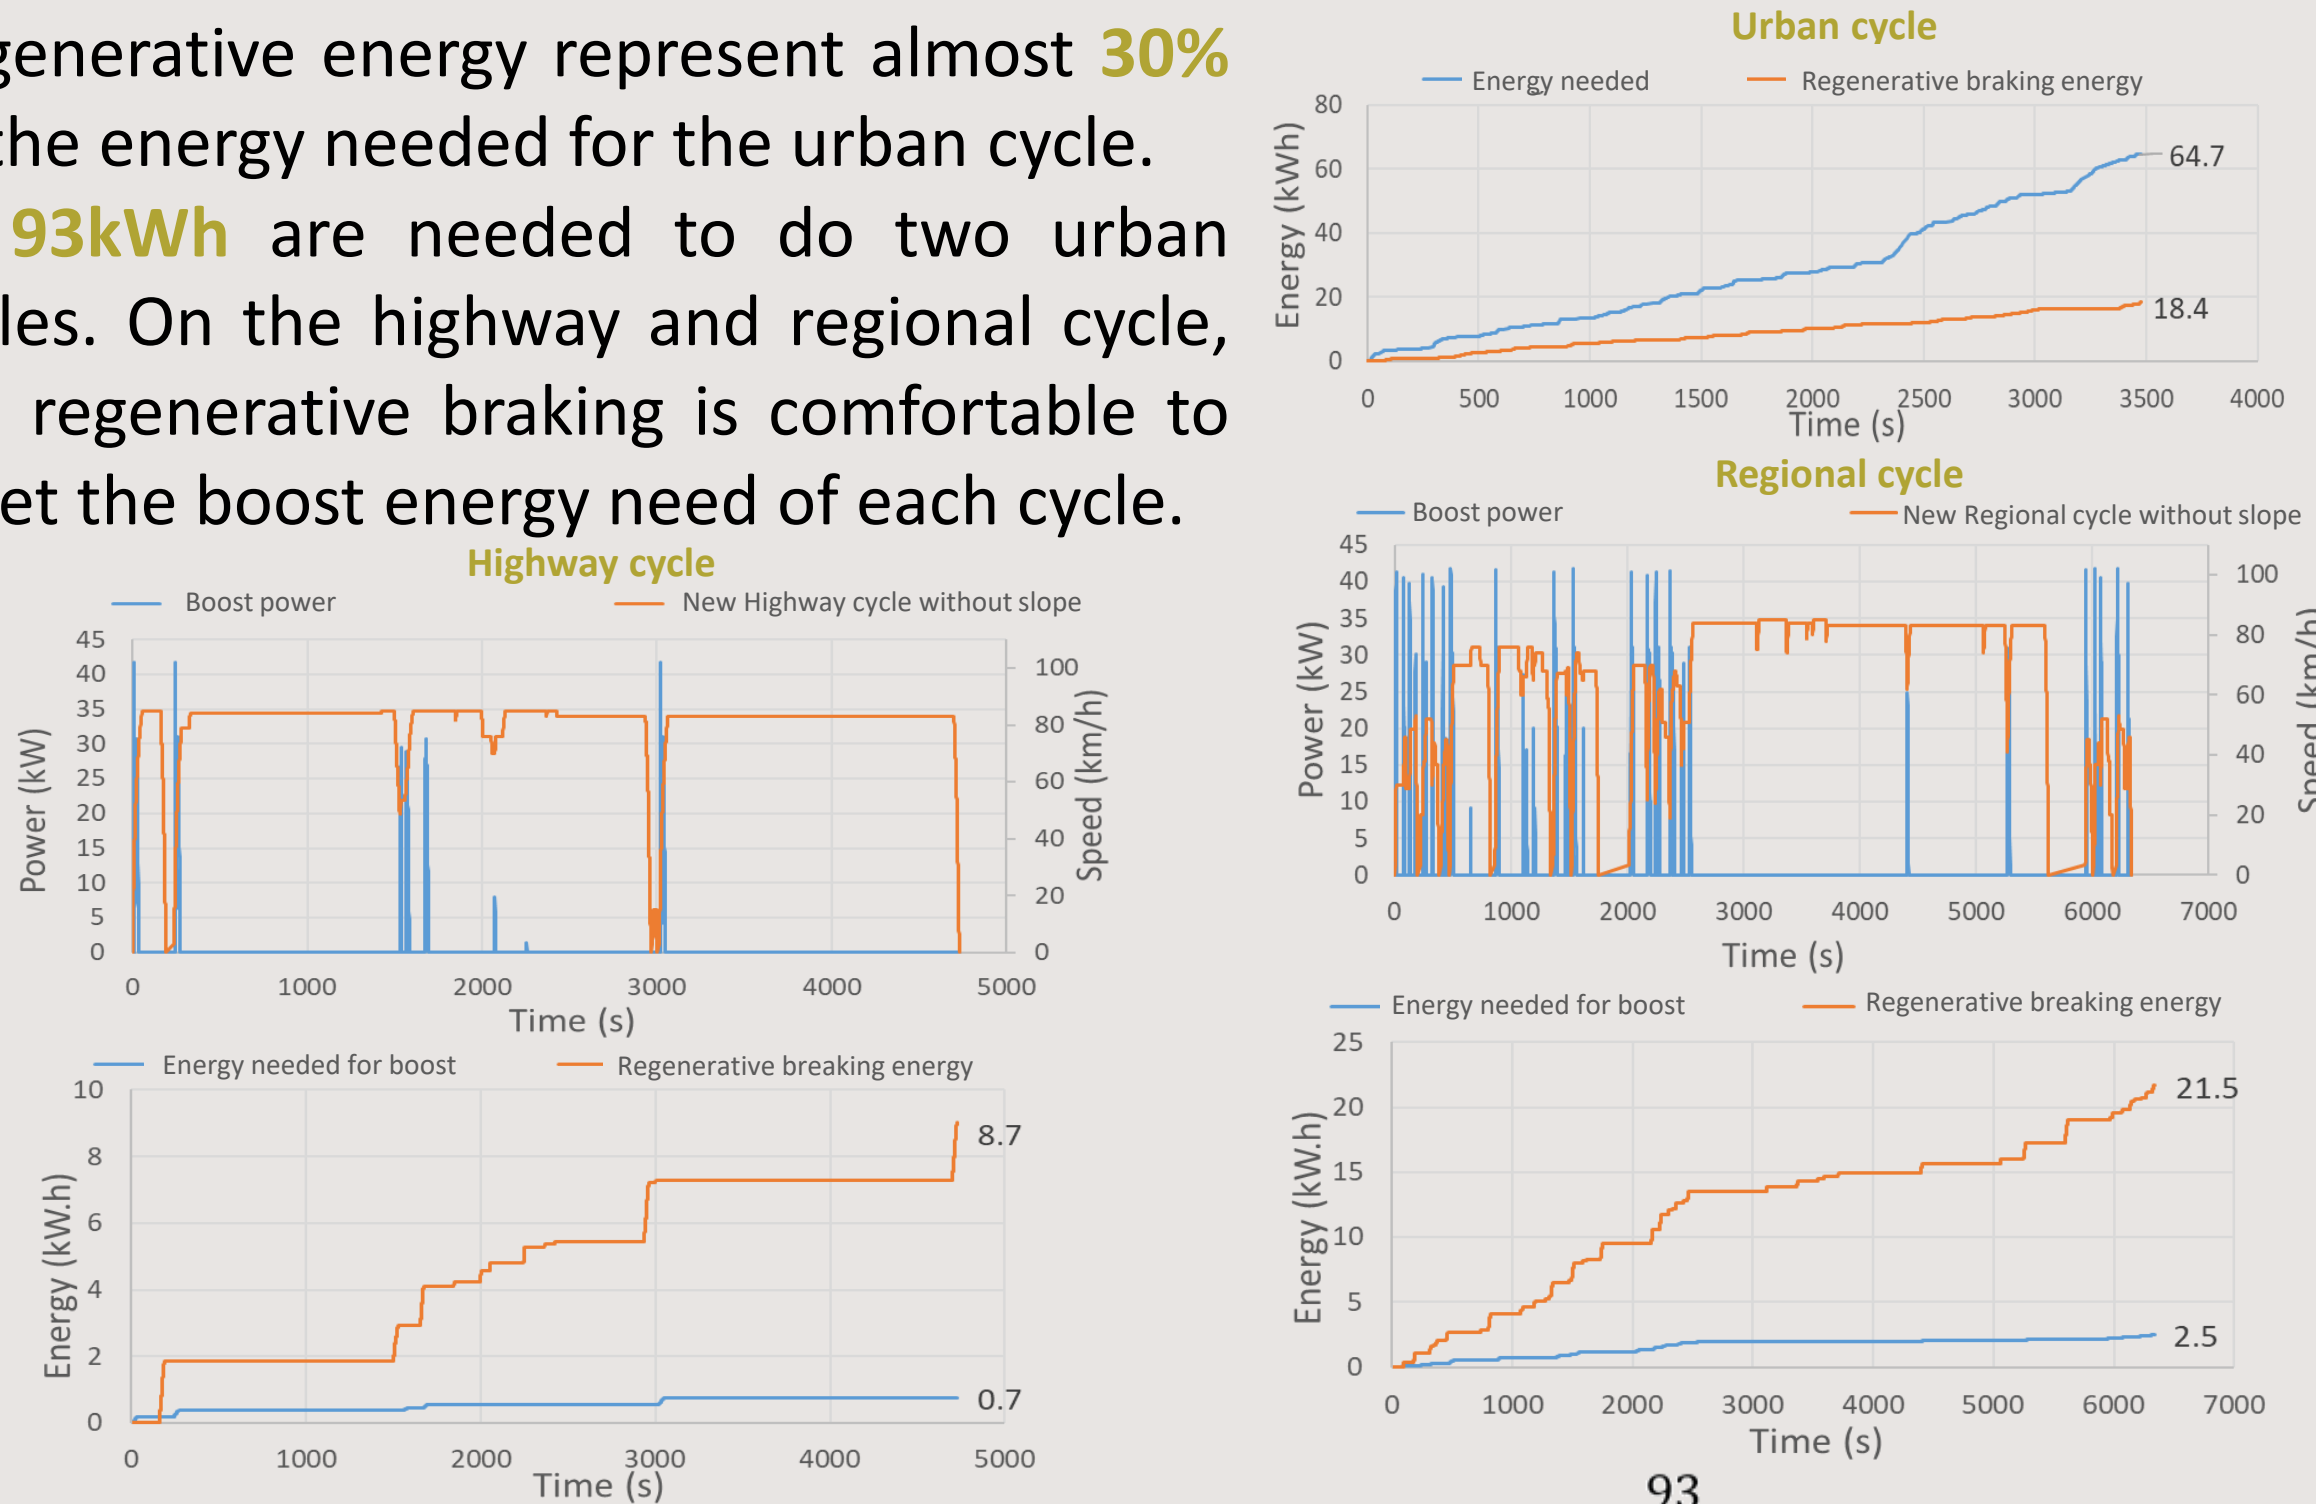 generative energy represent almost 30%
the energy needed for the urban cycle.
93kWh are needed to do two urban
les. On the highway and regional cycle,
regenerative braking is comfortable to
et the boost energy need of each cycle.
Urban cycle
Energy needed
Regenerative braking energy
Energy (kWh)
80
60
40
20
0
64.7
18.4
0 500 1000 1500 2000 2500 3000 3500 4000
Time (s)
Regional cycle
Boost power
New Regional cycle without slope
Power (kW)
45
40
35
30
25
20
15
10
5
0
100
80
60
40
20
0
Speed (km/h)
0 1000 2000 3000 4000 5000 6000 7000
Time (s)
Energy needed for boost
Regenerative breaking energy
Energy (kW.h)
25
20
15
10
5
0
21.5
2.5
0 1000 2000 3000 4000 5000 6000 7000
Time (s)
Highway cycle
Boost power
New Highway cycle without slope
Power (kW)
45
40
35
30
25
20
15
10
5
0
100
80
60
40
20
0
Speed (km/h)
0 1000 2000 3000 4000 5000
Time (s)
Energy needed for boost
Regenerative breaking energy
Energy (kW.h)
10
8
6
4
2
0
8.7
0.7
0 1000 2000 3000 4000 5000
Time (s)
93